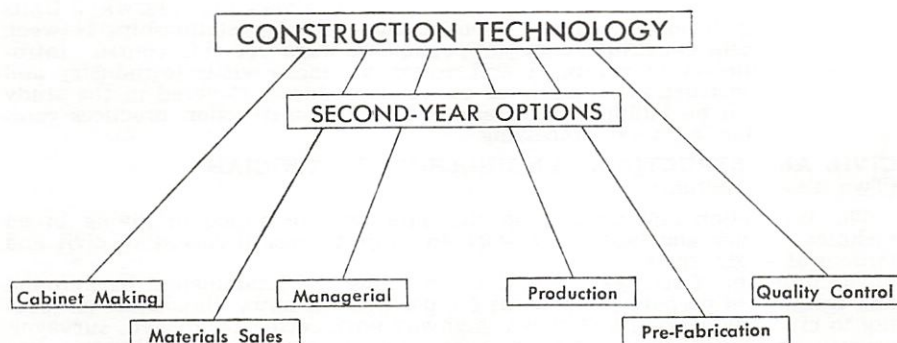 CONSTRUCTION TECHNOLOGY
SECOND-YEAR OPTIONS
Cabinet Making
Managerial
Production
Quality Control
Materials Sales
Pre-Fabrication